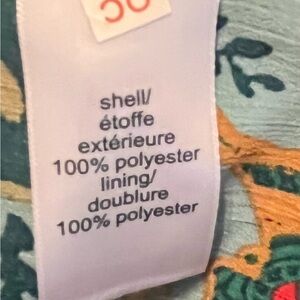 shell/
étoffe
extérieure
100% polyester
lining/
doublure
100% polyester